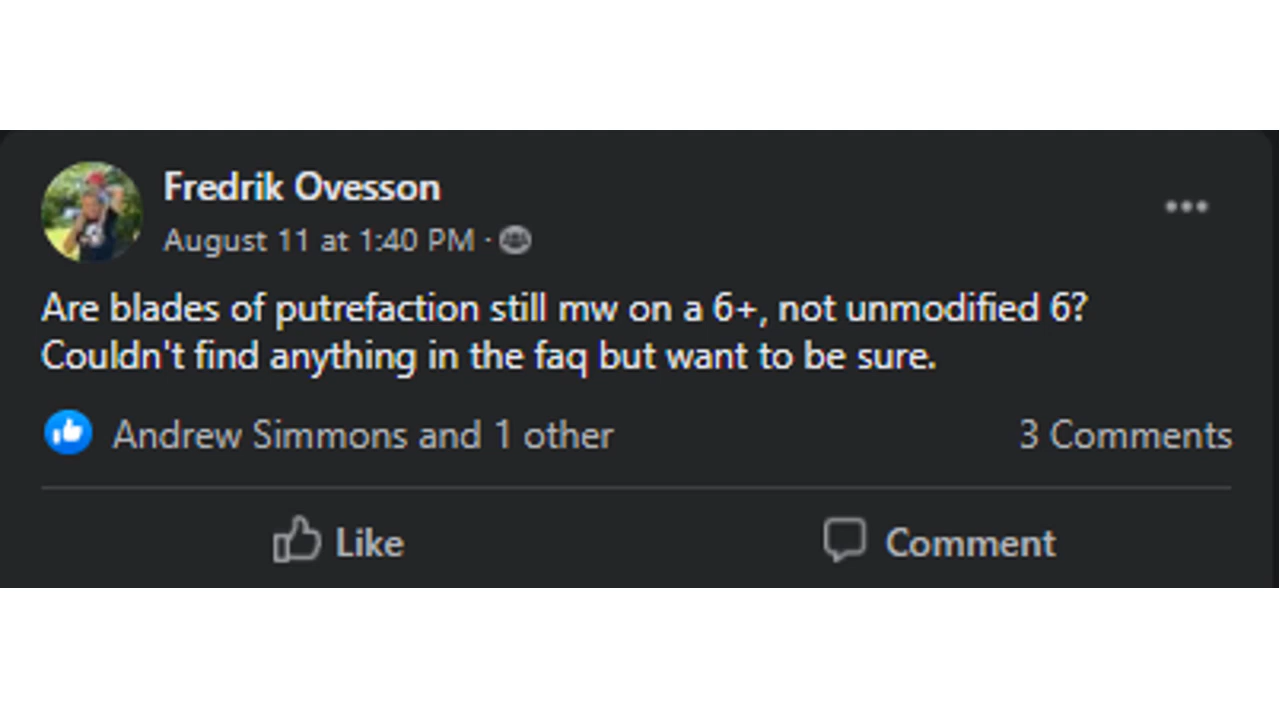 Fredrik Ovesson
August 11 at 1:40 PM ·
Are blades of putrefaction still mw on a 6+, not unmodified 6?
Couldn't find anything in the faq but want to be sure.
Andrew Simmons and 1 other 3 Comments
Like Comment